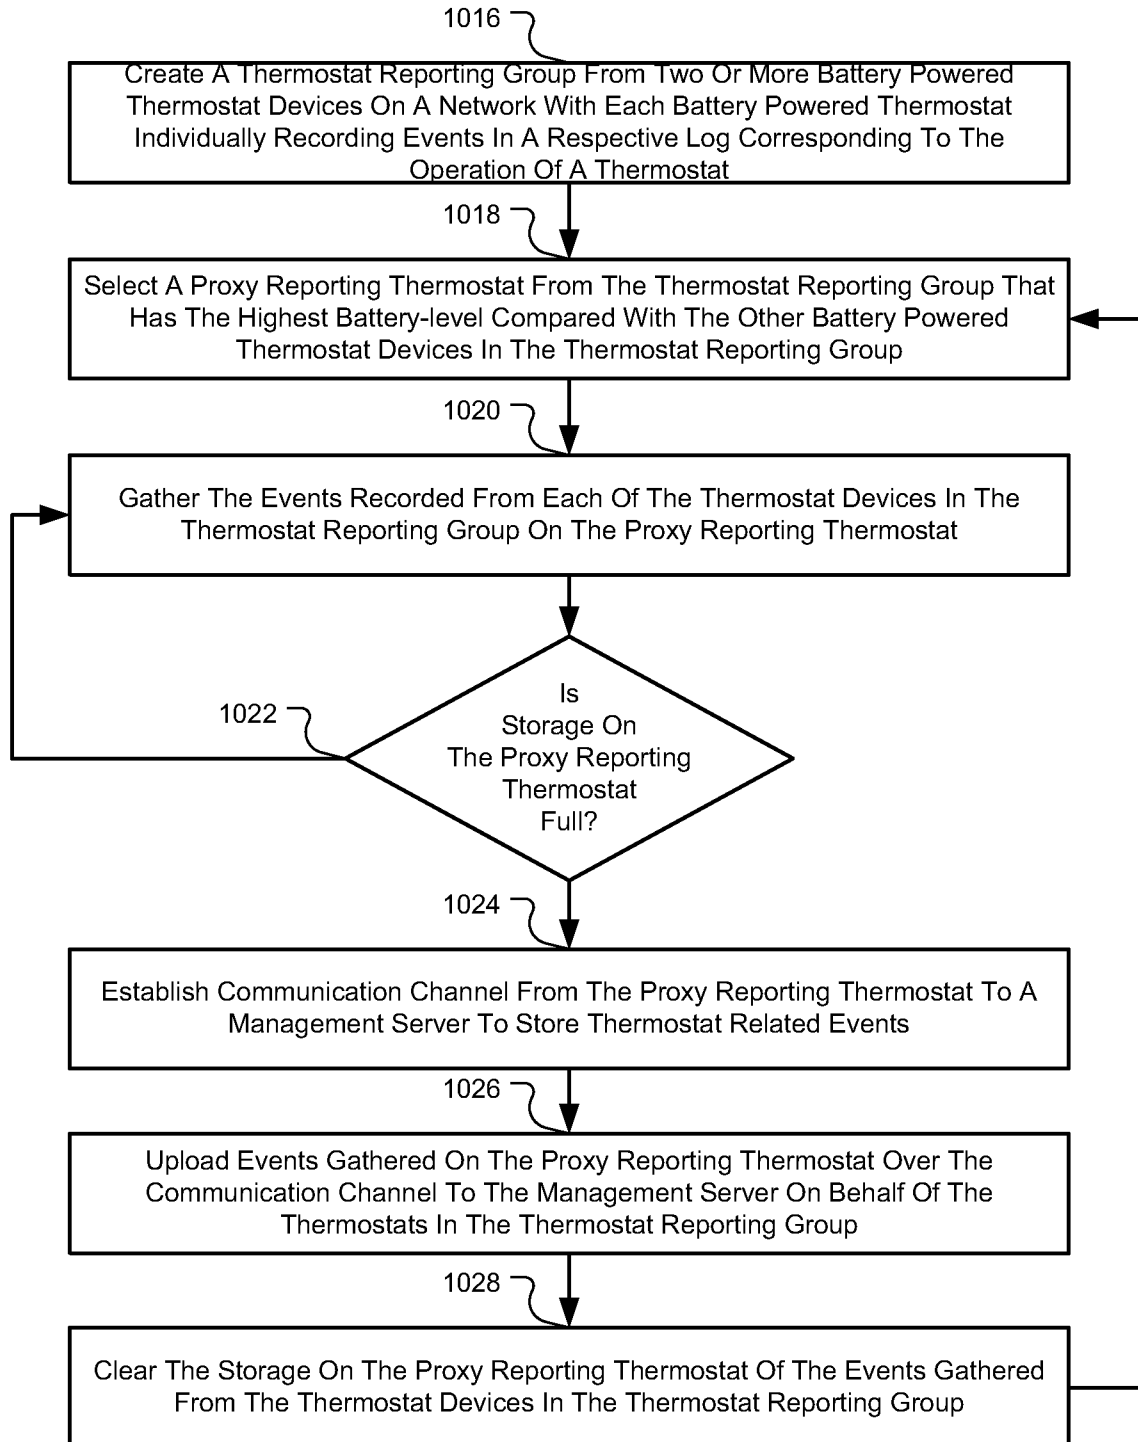 1016
Create A Thermostat Reporting Group From Two Or More Battery Powered
Thermostat Devices On A Network With Each Battery Powered Thermostat
Individually Recording Events In A Respective Log Corresponding To The
Operation Of A Thermostat
1018
Select A Proxy Reporting Thermostat From The Thermostat Reporting Group That
Has The Highest Battery-level Compared With The Other Battery Powered
Thermostat Devices In The Thermostat Reporting Group
1020
Gather The Events Recorded From Each Of The Thermostat Devices In The
Thermostat Reporting Group On The Proxy Reporting Thermostat
1022
Is
Storage On
The Proxy Reporting
Thermostat
Full?
1024
Establish Communication Channel From The Proxy Reporting Thermostat To A
Management Server To Store Thermostat Related Events
1026
Upload Events Gathered On The Proxy Reporting Thermostat Over The
Communication Channel To The Management Server On Behalf Of The
Thermostats In The Thermostat Reporting Group
1028
Clear The Storage On The Proxy Reporting Thermostat Of The Events Gathered
From The Thermostat Devices In The Thermostat Reporting Group